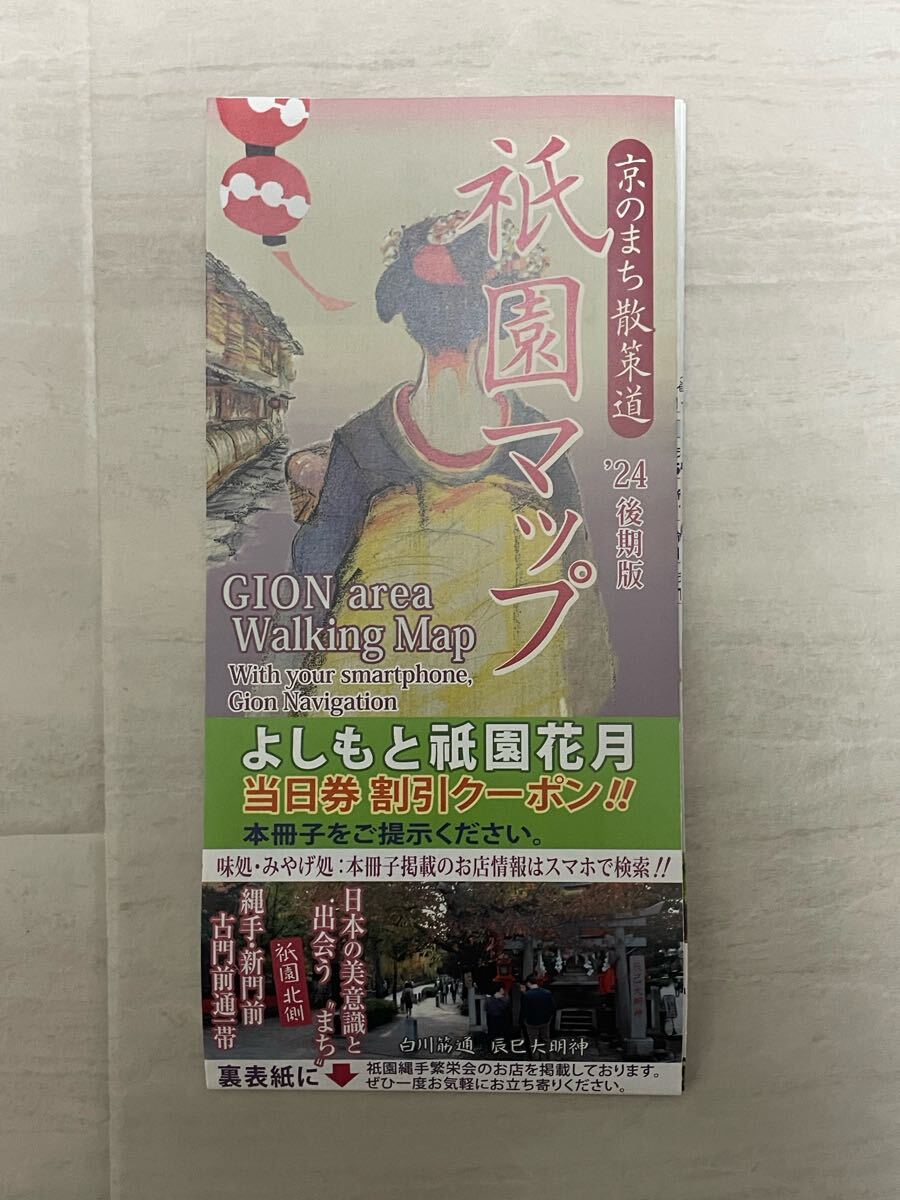 京のまち散策道
'24 後期版
祇園マップ
GION area
Walking Map
With your smartphone,
Gion Navigation
よしもと祇園花月
当日券 割引クーポン!!
本冊子をご提示ください。
味処・みやげ処:本冊子掲載のお店情報はスマホで検索!!
日本の美意識と
出会う〝まち〟
祇園北側
縄手・新門前
古門前通一帯
辰巳大明神
白川筋通 辰巳大明神
裏表紙に
祇園縄手繁栄会のお店を掲載しております。
ぜひ一度お気軽にお立ち寄りください。